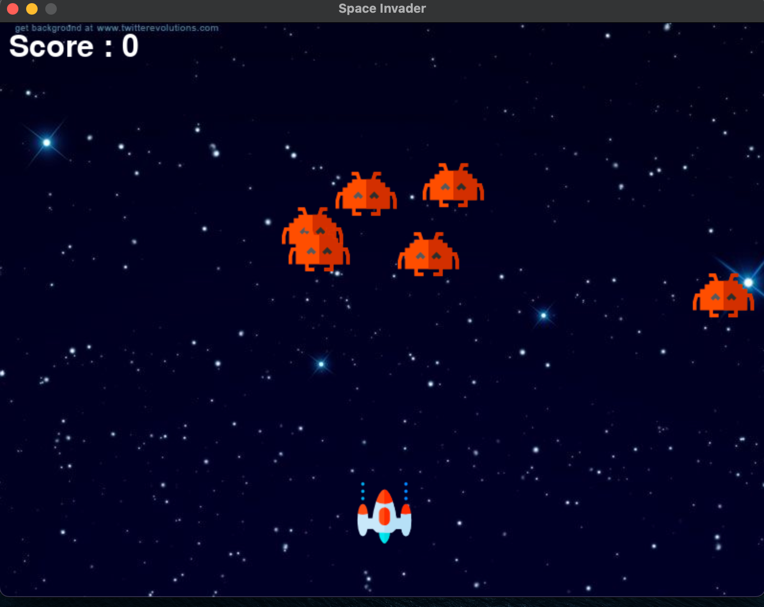 Space Invader
get background at www.twitterevolutions.com
Score : 0